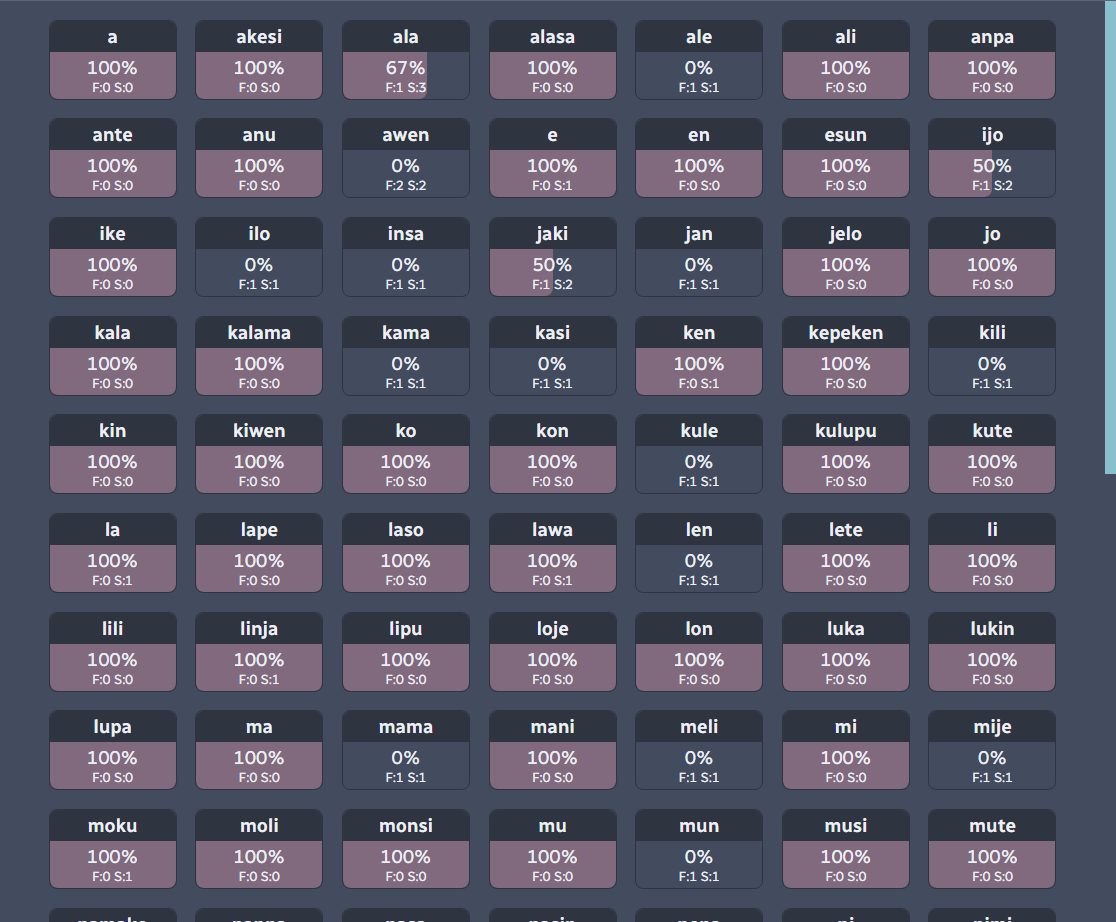 a akesi ala alasa ale ali anpa
100% 100% 67% 100% 0% 100% 100%
F:0 S:0 F:0 S:0 F:1 S:3 F:0 S:0 F:1 S:1 F:0 S:0 F:0 S:0
ante anu awen e en esun ijo
100% 100% 0% 100% 100% 100% 50%
F:0 S:0 F:0 S:0 F:2 S:2 F:0 S:1 F:0 S:0 F:0 S:0 F:1 S:2
ike ilo insa jaki jan jelo jo
100% 0% 0% 50% 0% 100% 100%
F:0 S:0 F:1 S:1 F:1 S:1 F:1 S:2 F:1 S:1 F:0 S:0 F:0 S:0
kala kalama kama kasi ken kepeken kili
100% 100% 0% 0% 100% 100% 0%
F:0 S:0 F:0 S:0 F:1 S:1 F:1 S:1 F:0 S:1 F:0 S:0 F:1 S:1
kin kiwen ko kon kule kulupu kute
100% 100% 100% 100% 0% 100% 100%
F:0 S:0 F:0 S:0 F:0 S:0 F:0 S:0 F:1 S:1 F:0 S:0 F:0 S:0
la lape laso lawa len lete li
100% 100% 100% 100% 0% 100% 100%
F:0 S:1 F:0 S:0 F:0 S:0 F:0 S:1 F:1 S:1 F:0 S:0 F:0 S:0
lili linja lipu loje lon luka lukin
100% 100% 100% 100% 100% 100% 100%
F:0 S:0 F:0 S:1 F:0 S:0 F:0 S:0 F:0 S:0 F:0 S:0 F:0 S:0
lupa ma mama mani meli mi mije
100% 100% 0% 100% 0% 100% 0%
F:0 S:0 F:0 S:0 F:1 S:1 F:0 S:0 F:1 S:1 F:0 S:0 F:1 S:1
moku moli monsi mu mun musi mute
100% 100% 100% 100% 0% 100% 100%
F:0 S:1 F:0 S:0 F:0 S:0 F:0 S:0 F:1 S:1 F:0 S:0 F:0 S:0